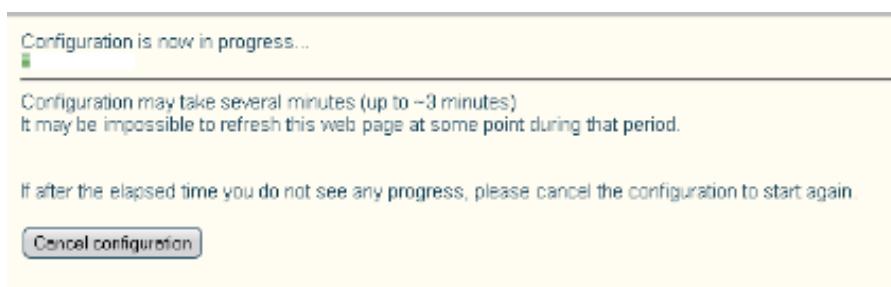 Configuration is now in progress...
Configuration may take several minutes (up to ~3 minutes)
It may be impossible to refresh this web page at some point during that period.
If after the elapsed time you do not see any progress, please cancel the configuration to start again.
Cancel configuration